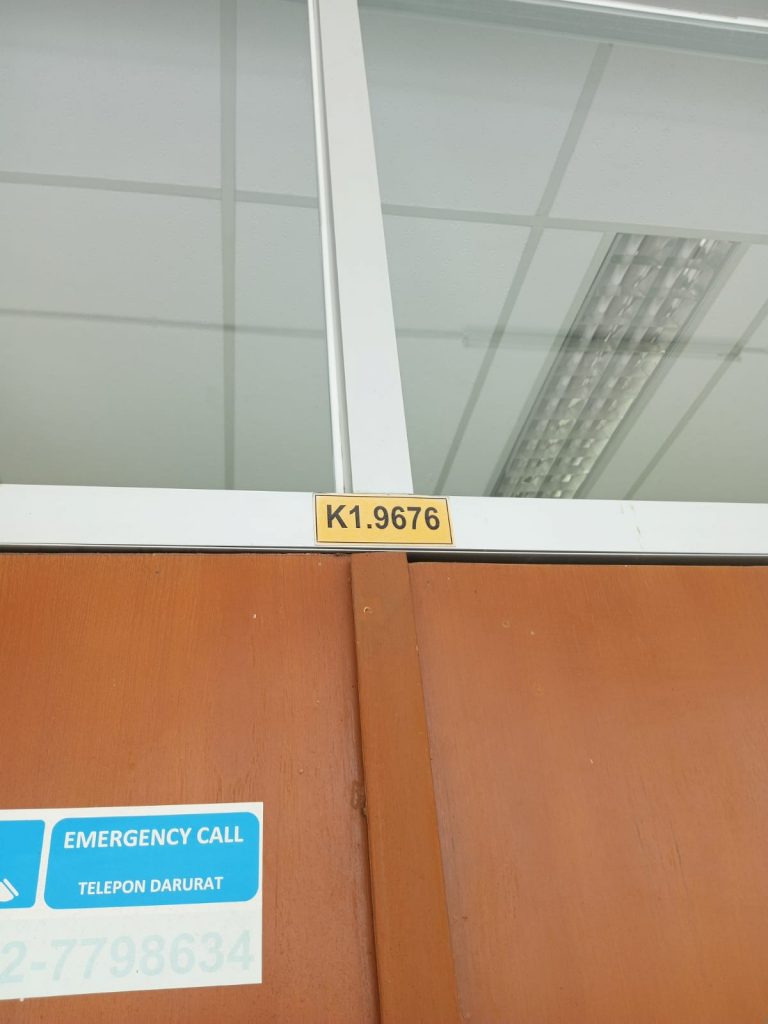 K1.9676
EMERGENCY CALL
TELEPON DARURAT
2-7798634